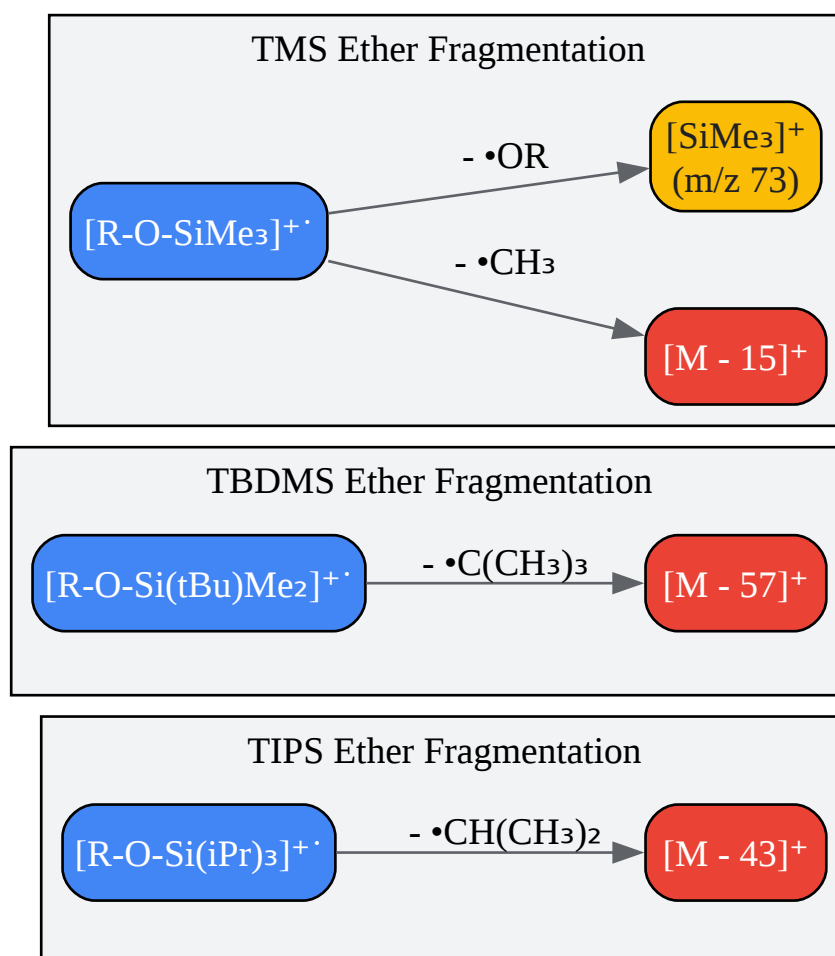 TMS Ether Fragmentation
[R-O-SiMe₃]⁺˙
- •OR
[SiMe₃]⁺
(m/z 73)
- •CH₃
[M - 15]⁺
TBDMS Ether Fragmentation
[R-O-Si(tBu)Me₂]⁺˙
- •C(CH₃)₃
[M - 57]⁺
TIPS Ether Fragmentation
[R-O-Si(iPr)₃]⁺˙
- •CH(CH₃)₂
[M - 43]⁺